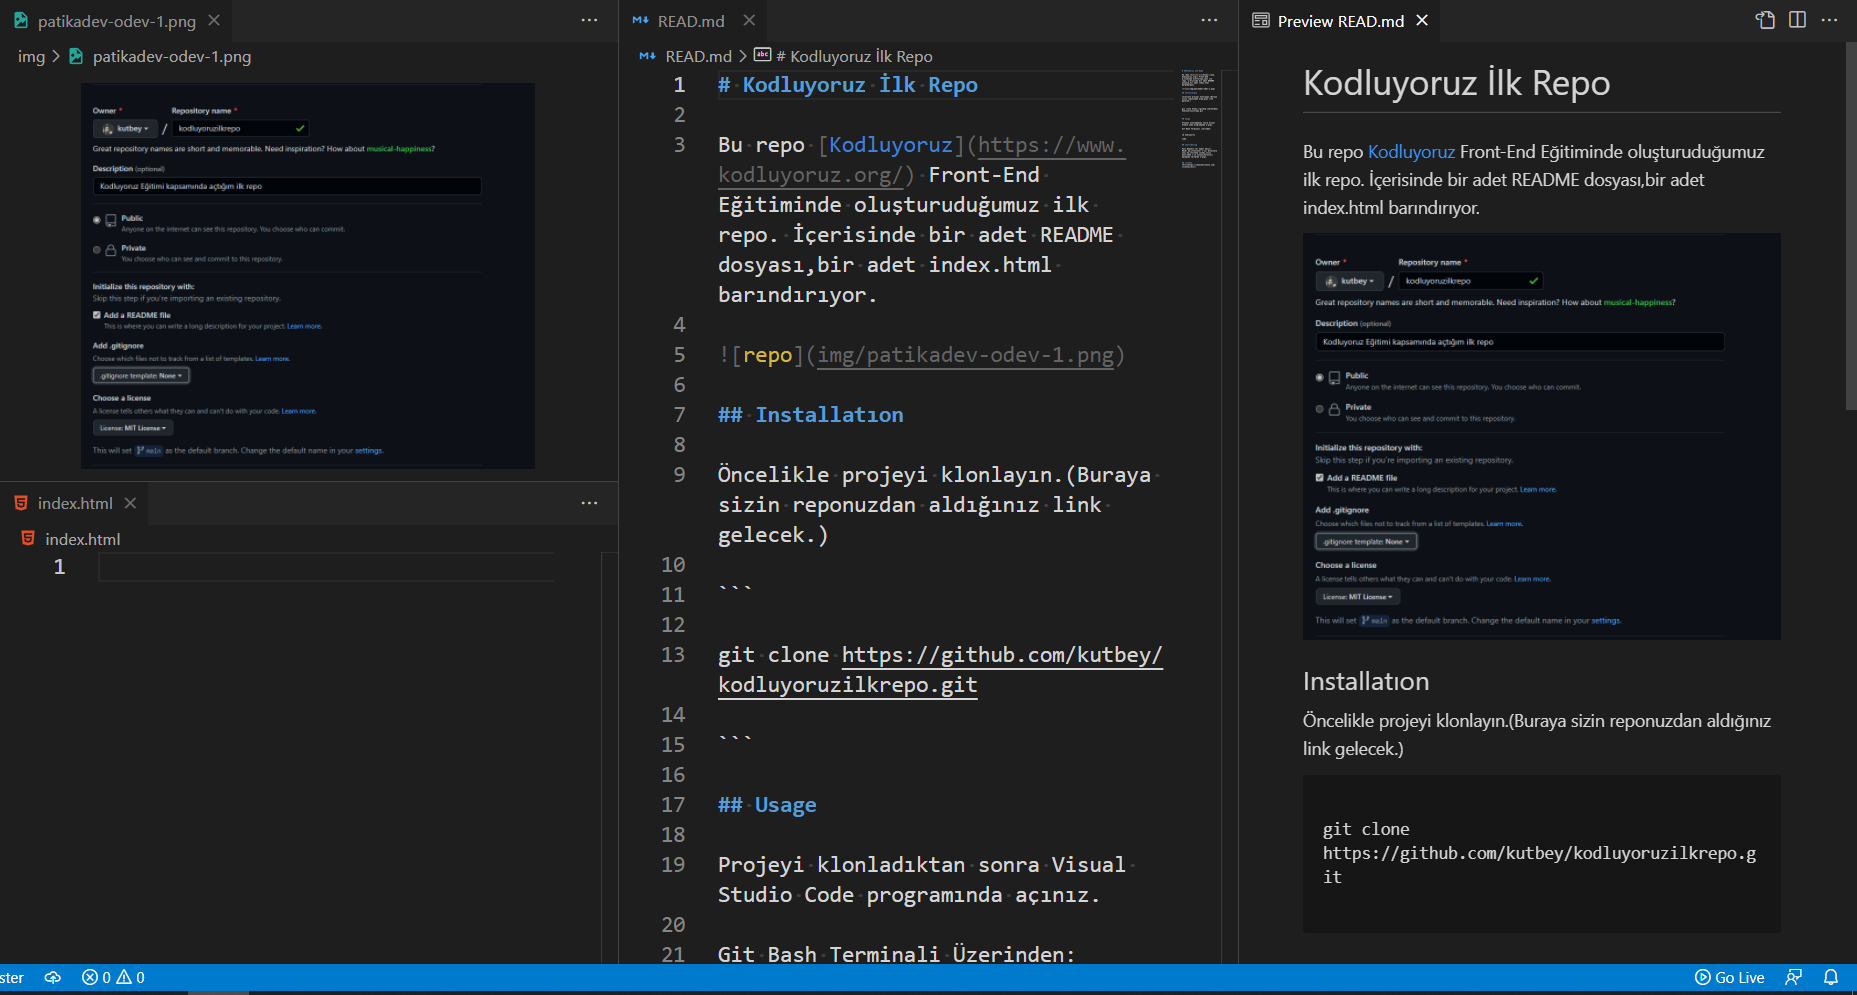 patikadev-odev-1.png
img > patikadev-odev-1.png
Owner *
Repository name *
kutbey / kodluyoruzilkrepo
Great repository names are short and memorable. Need inspiration? How about musical-happiness?
Description (optional)
Kodluyoruz Eğitimi kapsamında açtığım ilk repo
Public
Anyone on the internet can see this repository. You choose who can commit.
Private
You choose who can see and commit to this repository.
Initialize this repository with:
Skip this step if you're importing an existing repository.
Add a README file
This is where you can write a long description for your project. Learn more.
Add .gitignore
Choose which files not to track from a list of templates. Learn more.
.gitignore template: None
Choose a license
A license tells others what they can and can't do with your code. Learn more.
License: MIT License
This will set main as the default branch. Change the default name in your settings.
index.html
index.html
1
READ.md
READ.md > abc # Kodluyoruz İlk Repo
1 # Kodluyoruz İlk Repo
2
3 Bu repo [Kodluyoruz](https://www.
kodluyoruz.org/) Front-End
Eğitiminde oluşturuduğumuz ilk
repo. İçerisinde bir adet README
dosyası,bir adet index.html
barındırıyor.
4
5 ![repo](img/patikadev-odev-1.png)
6
7 ## Installatıon
8
9 Öncelikle projeyi klonlayın.(Buraya
sizin reponuzdan aldığınız link
gelecek.)
10
11 ```
12
13 git clone https://github.com/kutbey/
kodluyoruzilkrepo.git
14
15 ```
16
17 ## Usage
18
19 Projeyi klonladıktan sonra Visual
Studio Code programında açınız.
20
21 Git Bash Terminali Üzerinden:
Preview READ.md
Kodluyoruz İlk Repo
Bu repo Kodluyoruz Front-End Eğitiminde oluşturuduğumuz
ilk repo. İçerisinde bir adet README dosyası,bir adet
index.html barındırıyor.
Owner *
Repository name *
kutbey / kodluyoruzilkrepo
Great repository names are short and memorable. Need inspiration? How about musical-happiness?
Description (optional)
Kodluyoruz Eğitimi kapsamında açtığım ilk repo
Public
Anyone on the internet can see this repository. You choose who can commit.
Private
You choose who can see and commit to this repository.
Initialize this repository with:
Skip this step if you're importing an existing repository.
Add a README file
This is where you can write a long description for your project. Learn more.
Add .gitignore
Choose which files not to track from a list of templates. Learn more.
.gitignore template: None
Choose a license
A license tells others what they can and can't do with your code. Learn more.
License: MIT License
This will set main as the default branch. Change the default name in your settings.
Installatıon
Öncelikle projeyi klonlayın.(Buraya sizin reponuzdan aldığınız
link gelecek.)
git clone
https://github.com/kutbey/kodluyoruzilkrepo.g
it
ster
0 0
Go Live